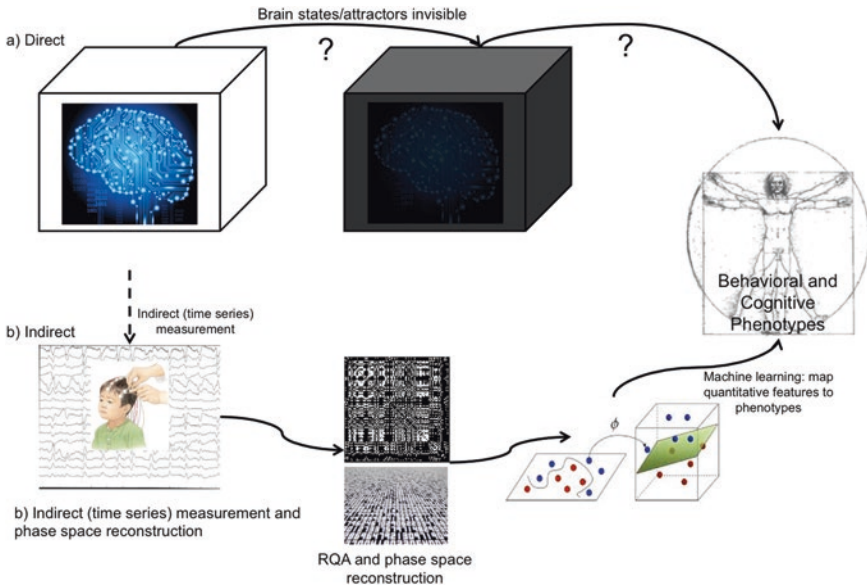 Brain states/attractors invisible
a) Direct
?
?
Behavioral and
Cognitive
Phenotypes
Indirect (time series)
measurement
b) Indirect
Machine learning: map
quantitative features to
phenotypes
ϕ
b) Indirect (time series) measurement and
phase space reconstruction
RQA and phase space
reconstruction